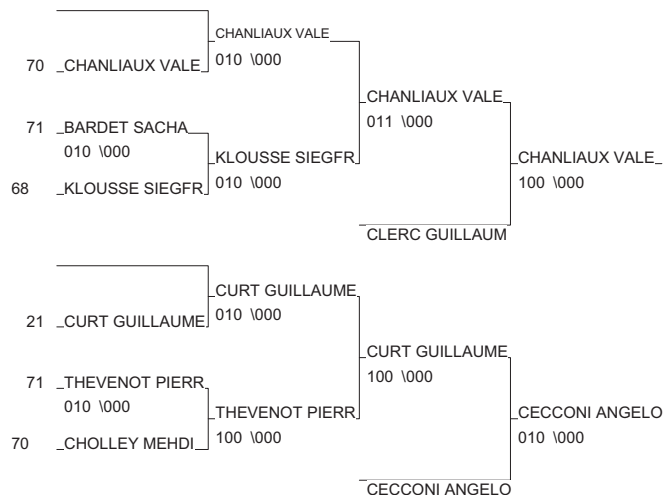 CHANLIAUX VALE
70 CHANLIAUX VALE
010 \000
CHANLIAUX VALE
71 BARDET SACHA
010 \000
011 \000
KLOUSSE SIEGFR
CHANLIAUX VALE
68 KLOUSSE SIEGFR
010 \000
100 \000
CLERC GUILLAUM
CURT GUILLAUME
21 CURT GUILLAUME
010 \000
CURT GUILLAUME
71 THEVENOT PIERR
010 \000
100 \000
THEVENOT PIERR
CECCONI ANGELO
70 CHOLLEY MEHDI
100 \000
010 \000
CECCONI ANGELO